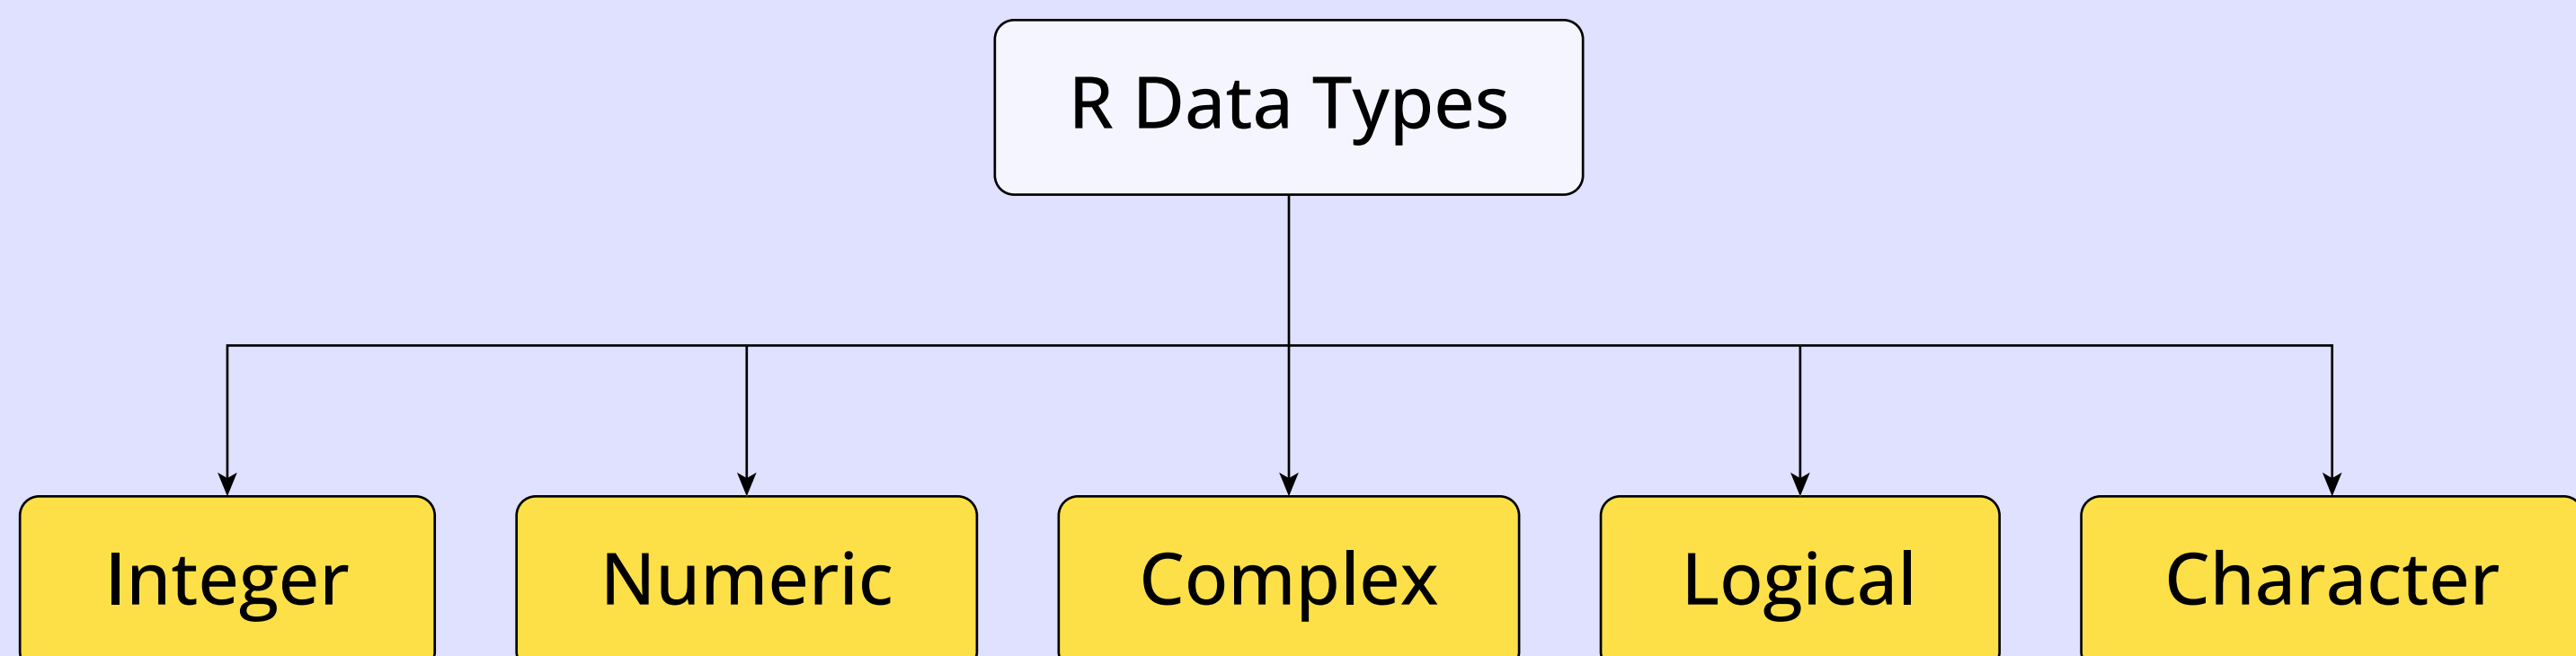 R Data Types
Integer
Numeric
Complex
Logical
Character